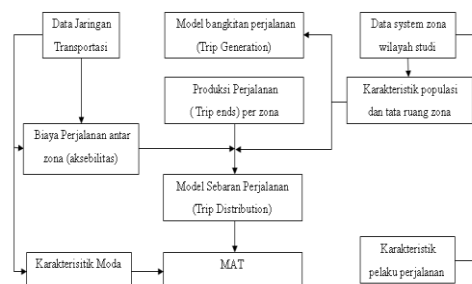 Data Jaringan
Transportasi
Model bangkitan perjalanan
(Trip Generation)
Data system zona
wilayah studi
Produksi Perjalanan
( Trip ends) per zona
Karakteristik populasi
dan tata ruang zona
Biaya Perjalanan antar
zona (aksebilitas)
Model Sebaran Perjalanan
(Trip Distribution)
Karakterisitik Moda
MAT
Karakteristik
pelaku perjalanan